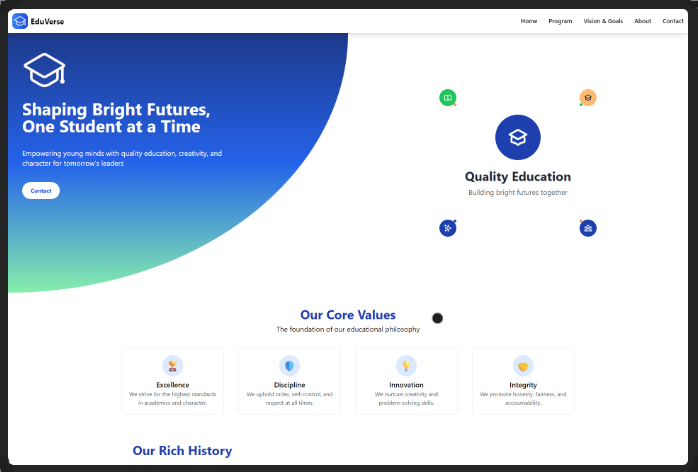 EduVerse
Home Program Vision & Goals About Contact
Shaping Bright Futures,
One Student at a Time
Empowering young minds with quality education, creativity, and
character for tomorrow's leaders
Contact
Quality Education
Building bright futures together
Our Core Values
The foundation of our educational philosophy
Excellence
We strive for the highest standards
in academics and character.
Discipline
We uphold order, self-control, and
respect at all times.
Innovation
We nurture creativity and
problem-solving skills.
Integrity
We promote honesty, fairness, and
accountability.
Our Rich History